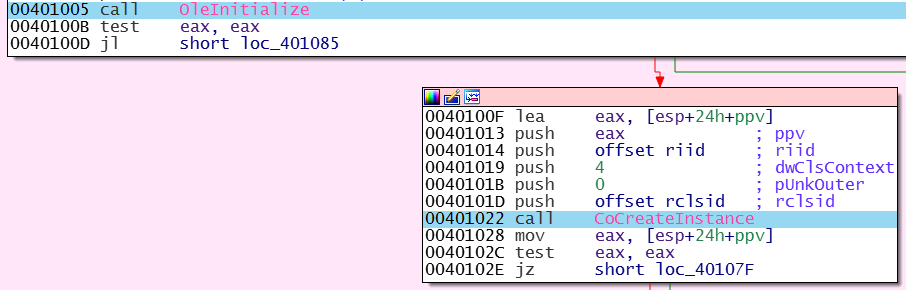 00401005 call OleInitialize
0040100B test eax, eax
0040100D jl short loc_401085
0040100F lea eax, [esp+24h+ppv]
00401013 push eax ; ppv
00401014 push offset riid ; riid
00401019 push 4 ; dwClsContext
0040101B push 0 ; pUnkOuter
0040101D push offset rclsid ; rclsid
00401022 call CoCreateInstance
00401028 mov eax, [esp+24h+ppv]
0040102C test eax, eax
0040102E jz short loc_40107F